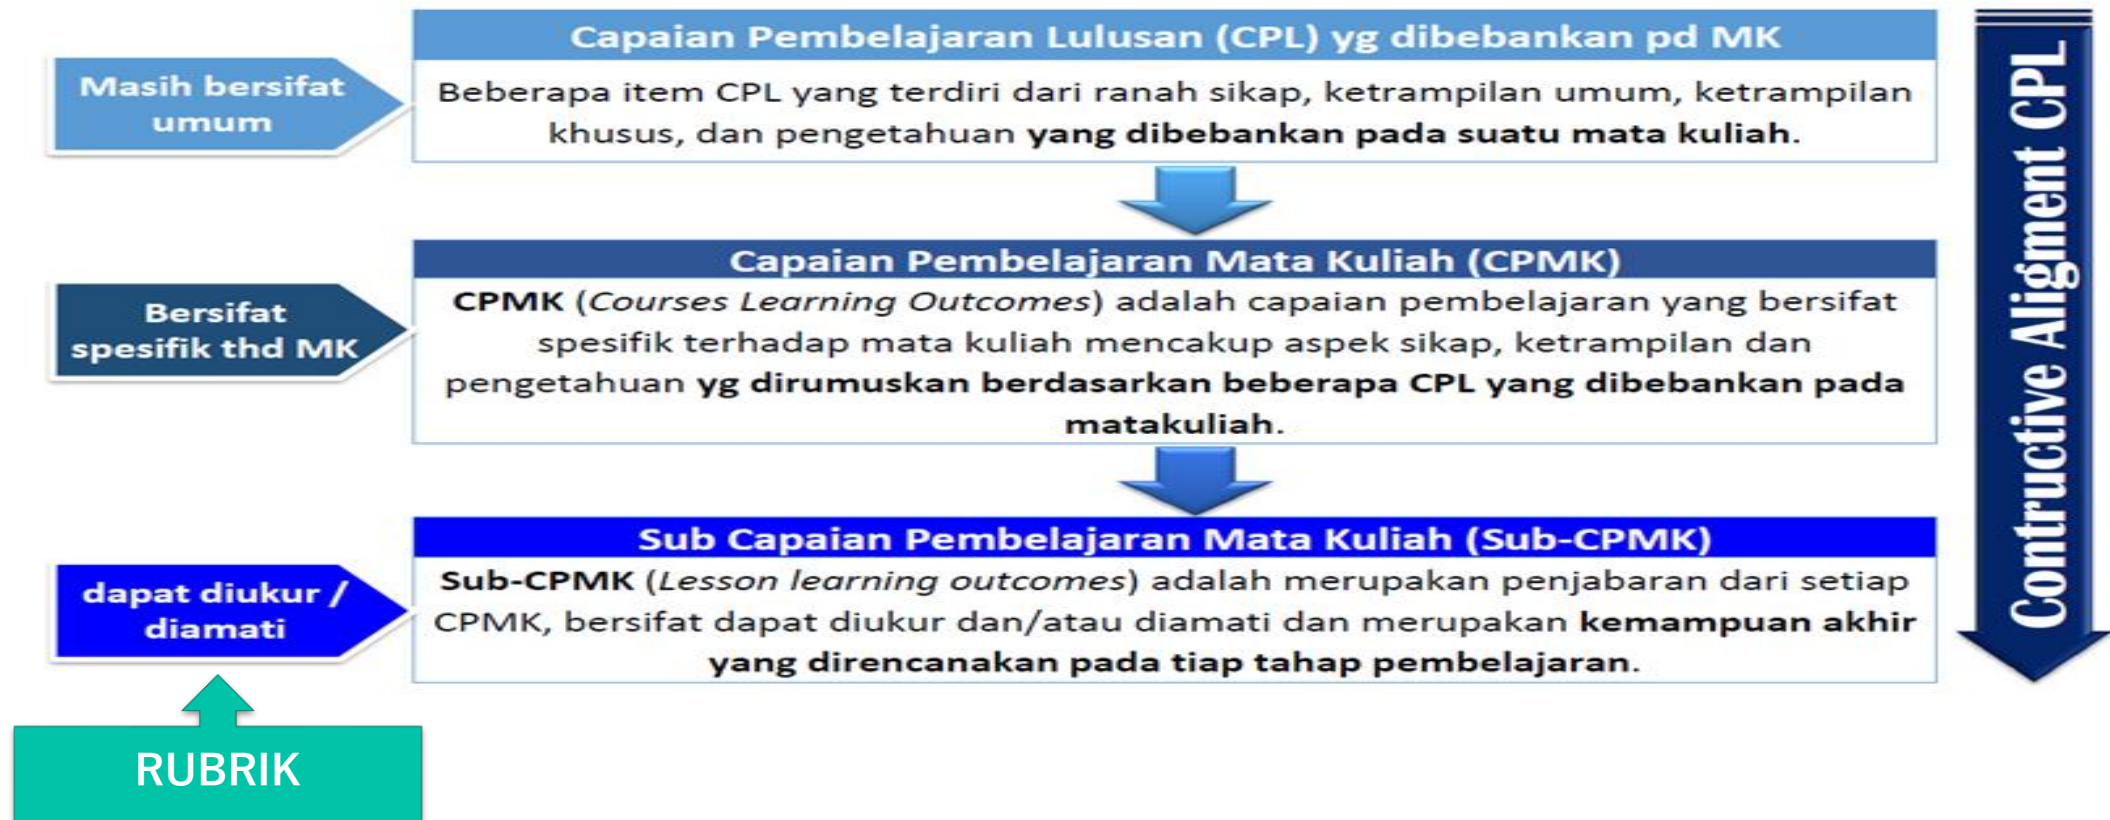 Capaian Pembelajaran Lulusan (CPL) yg dibebankan pd MK
Masih bersifat
umum
Beberapa item CPL yang terdiri dari ranah sikap, ketrampilan umum, ketrampilan
khusus, dan pengetahuan yang dibebankan pada suatu mata kuliah.
Capaian Pembelajaran Mata Kuliah (CPMK)
Bersifat
spesifik thd MK
CPMK (Courses Learning Outcomes) adalah capaian pembelajaran yang bersifat
spesifik terhadap mata kuliah mencakup aspek sikap, ketrampilan dan
pengetahuan yg dirumuskan berdasarkan beberapa CPL yang dibebankan pada
matakuliah.
Sub Capaian Pembelajaran Mata Kuliah (Sub-CPMK)
dapat diukur /
diamati
Sub-CPMK (Lesson learning outcomes) adalah merupakan penjabaran dari setiap
CPMK, bersifat dapat diukur dan/atau diamati dan merupakan kemampuan akhir
yang direncanakan pada tiap tahap pembelajaran.
RUBRIK
Contructive Aligment CPL